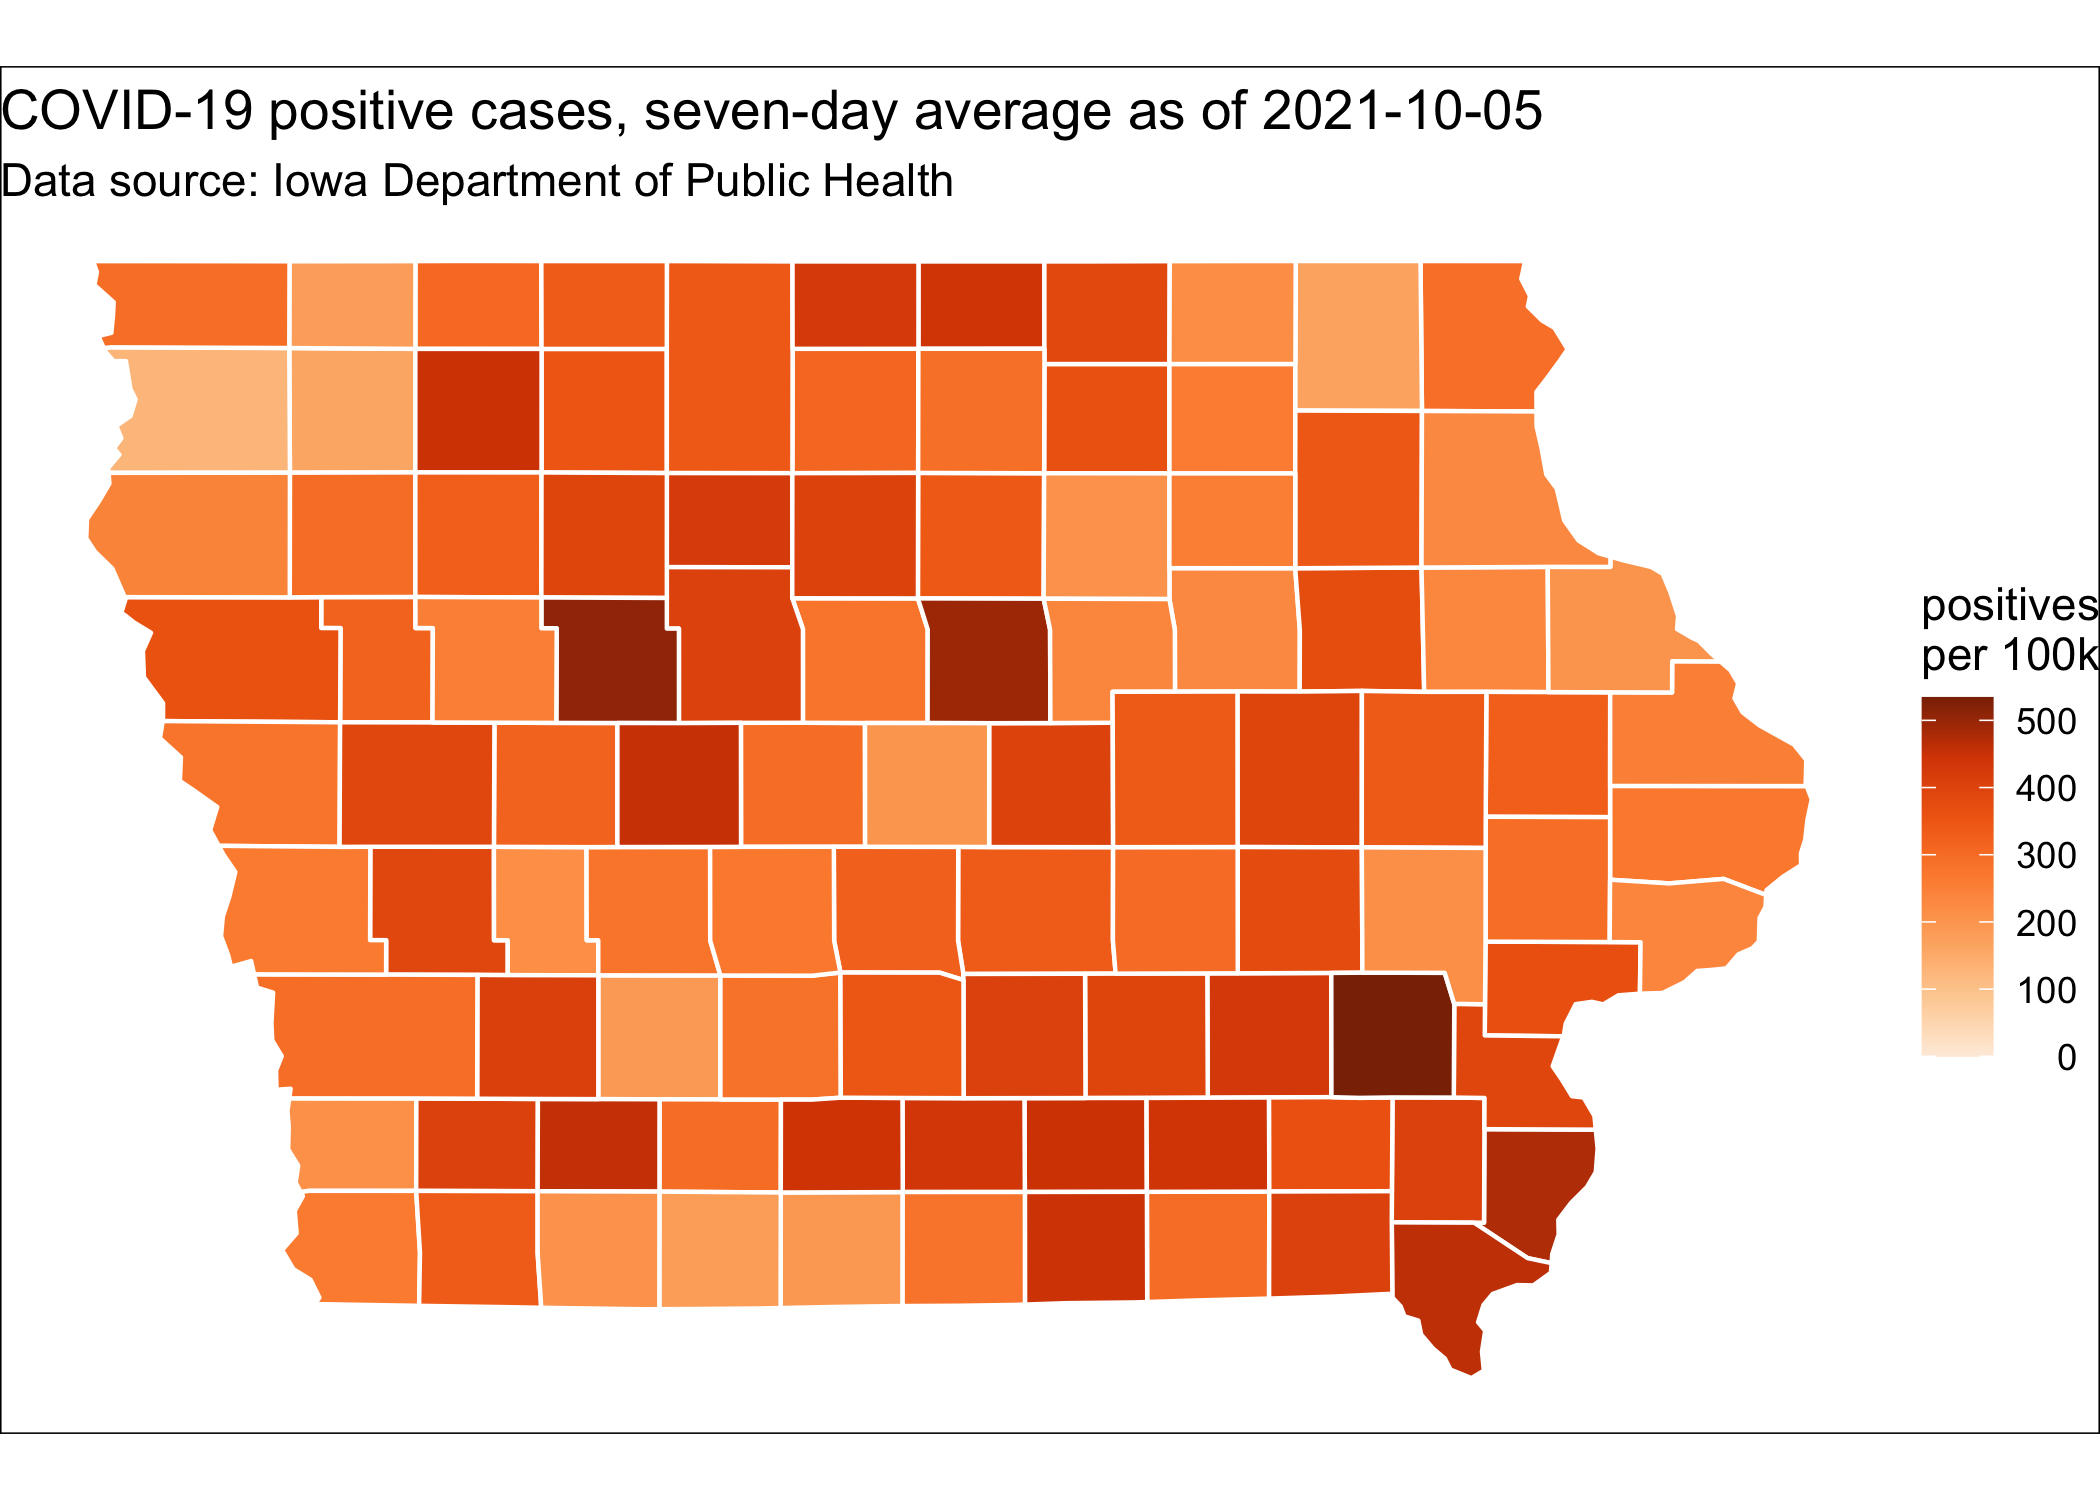 COVID-19 positive cases, seven-day average as of 2021-10-05
Data source: Iowa Department of Public Health
positives
per 100k
500
400
300
200
100
0